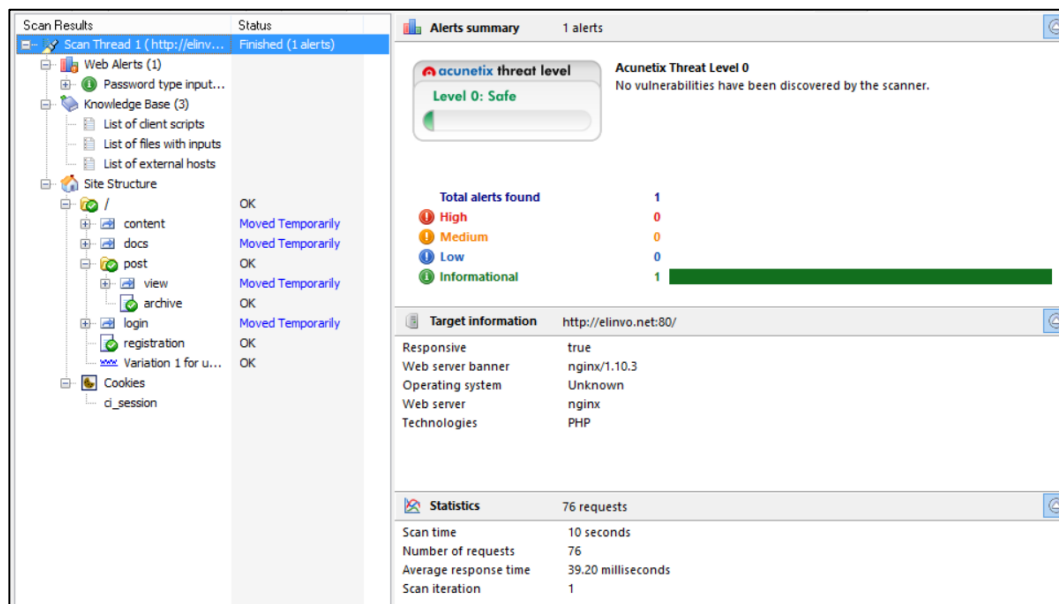 Scan Results Status
Scan Thread 1 ( http://elinv... Finished (1 alerts)
Web Alerts (1)
Password type input...
Knowledge Base (3)
List of client scripts
List of files with inputs
List of external hosts
Site Structure
/ OK
content Moved Temporarily
docs Moved Temporarily
post OK
view Moved Temporarily
archive OK
login Moved Temporarily
registration OK
Variation 1 for u... OK
Cookies
ci_session
Alerts summary 1 alerts
acunetix threat level
Level 0: Safe
Acunetix Threat Level 0
No vulnerabilities have been discovered by the scanner.
Total alerts found 1
High 0
Medium 0
Low 0
Informational 1
Target information http://elinvo.net:80/
Responsive true
Web server banner nginx/1.10.3
Operating system Unknown
Web server nginx
Technologies PHP
Statistics 76 requests
Scan time 10 seconds
Number of requests 76
Average response time 39.20 milliseconds
Scan iteration 1